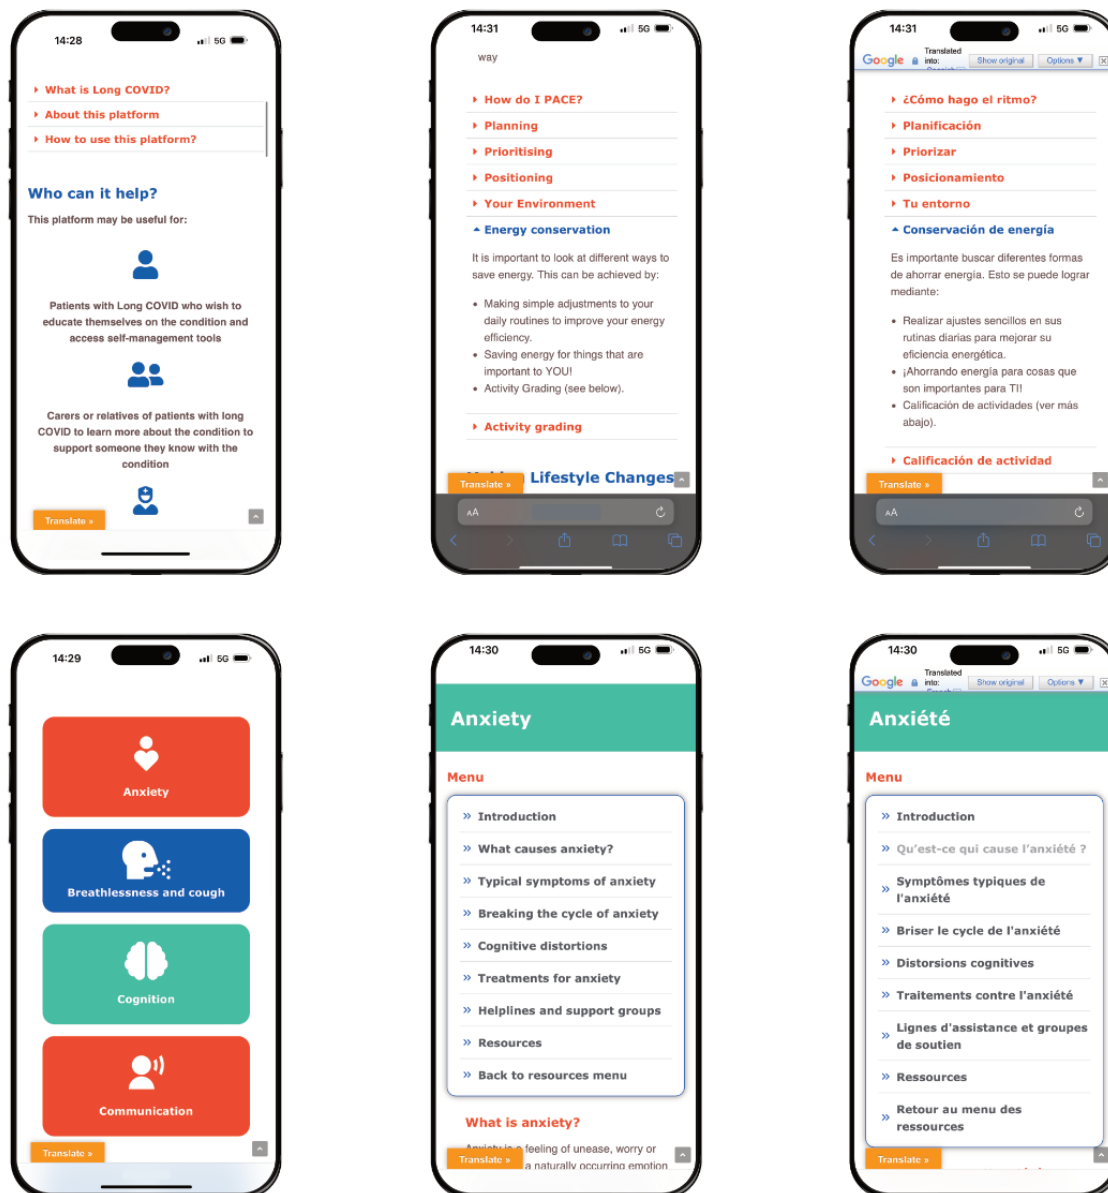 14:28
5G
What is Long COVID?
About this platform
How to use this platform?
Who can it help?
This platform may be useful for:
Patients with Long COVID who wish to
educate themselves on the condition and
access self-management tools
Carers or relatives of patients with long
COVID to learn more about the condition to
support someone they know with the
condition
Translate »
14:31
5G
way
How do I PACE?
Planning
Prioritising
Positioning
Your Environment
Energy conservation
It is important to look at different ways to
save energy. This can be achieved by:
• Making simple adjustments to your
daily routines to improve your energy
efficiency.
• Saving energy for things that are
important to YOU!
• Activity Grading (see below).
Activity grading
Lifestyle Changes
Translate »
AA
14:31
5G
Google
Translated
into:
Show original
Options ▼
¿Cómo hago el ritmo?
Planificación
Priorizar
Posicionamiento
Tu entorno
Conservación de energía
Es importante buscar diferentes formas
de ahorrar energía. Esto se puede lograr
mediante:
• Realizar ajustes sencillos en sus
rutinas diarias para mejorar su
eficiencia energética.
• ¡Ahorrando energía para cosas que
son importantes para TI!
• Calificación de actividades (ver más
abajo).
Calificación de actividad
Translate »
AA
14:29
5G
Anxiety
Breathlessness and cough
Cognition
Communication
Translate »
14:30
5G
Anxiety
Menu
» Introduction
» What causes anxiety?
» Typical symptoms of anxiety
» Breaking the cycle of anxiety
» Cognitive distortions
» Treatments for anxiety
» Helplines and support groups
» Resources
» Back to resources menu
What is anxiety?
Anxiety is a feeling of unease, worry or
a naturally occurring emotion
Translate »
14:30
5G
Google
Translated
into:
Show original
Options ▼
Anxiété
Menu
» Introduction
» Qu'est-ce qui cause l'anxiété ?
» Symptômes typiques de
l'anxiété
» Briser le cycle de l'anxiété
» Distorsions cognitives
» Traitements contre l'anxiété
» Lignes d'assistance et groupes
de soutien
» Ressources
» Retour au menu des
ressources
Translate »